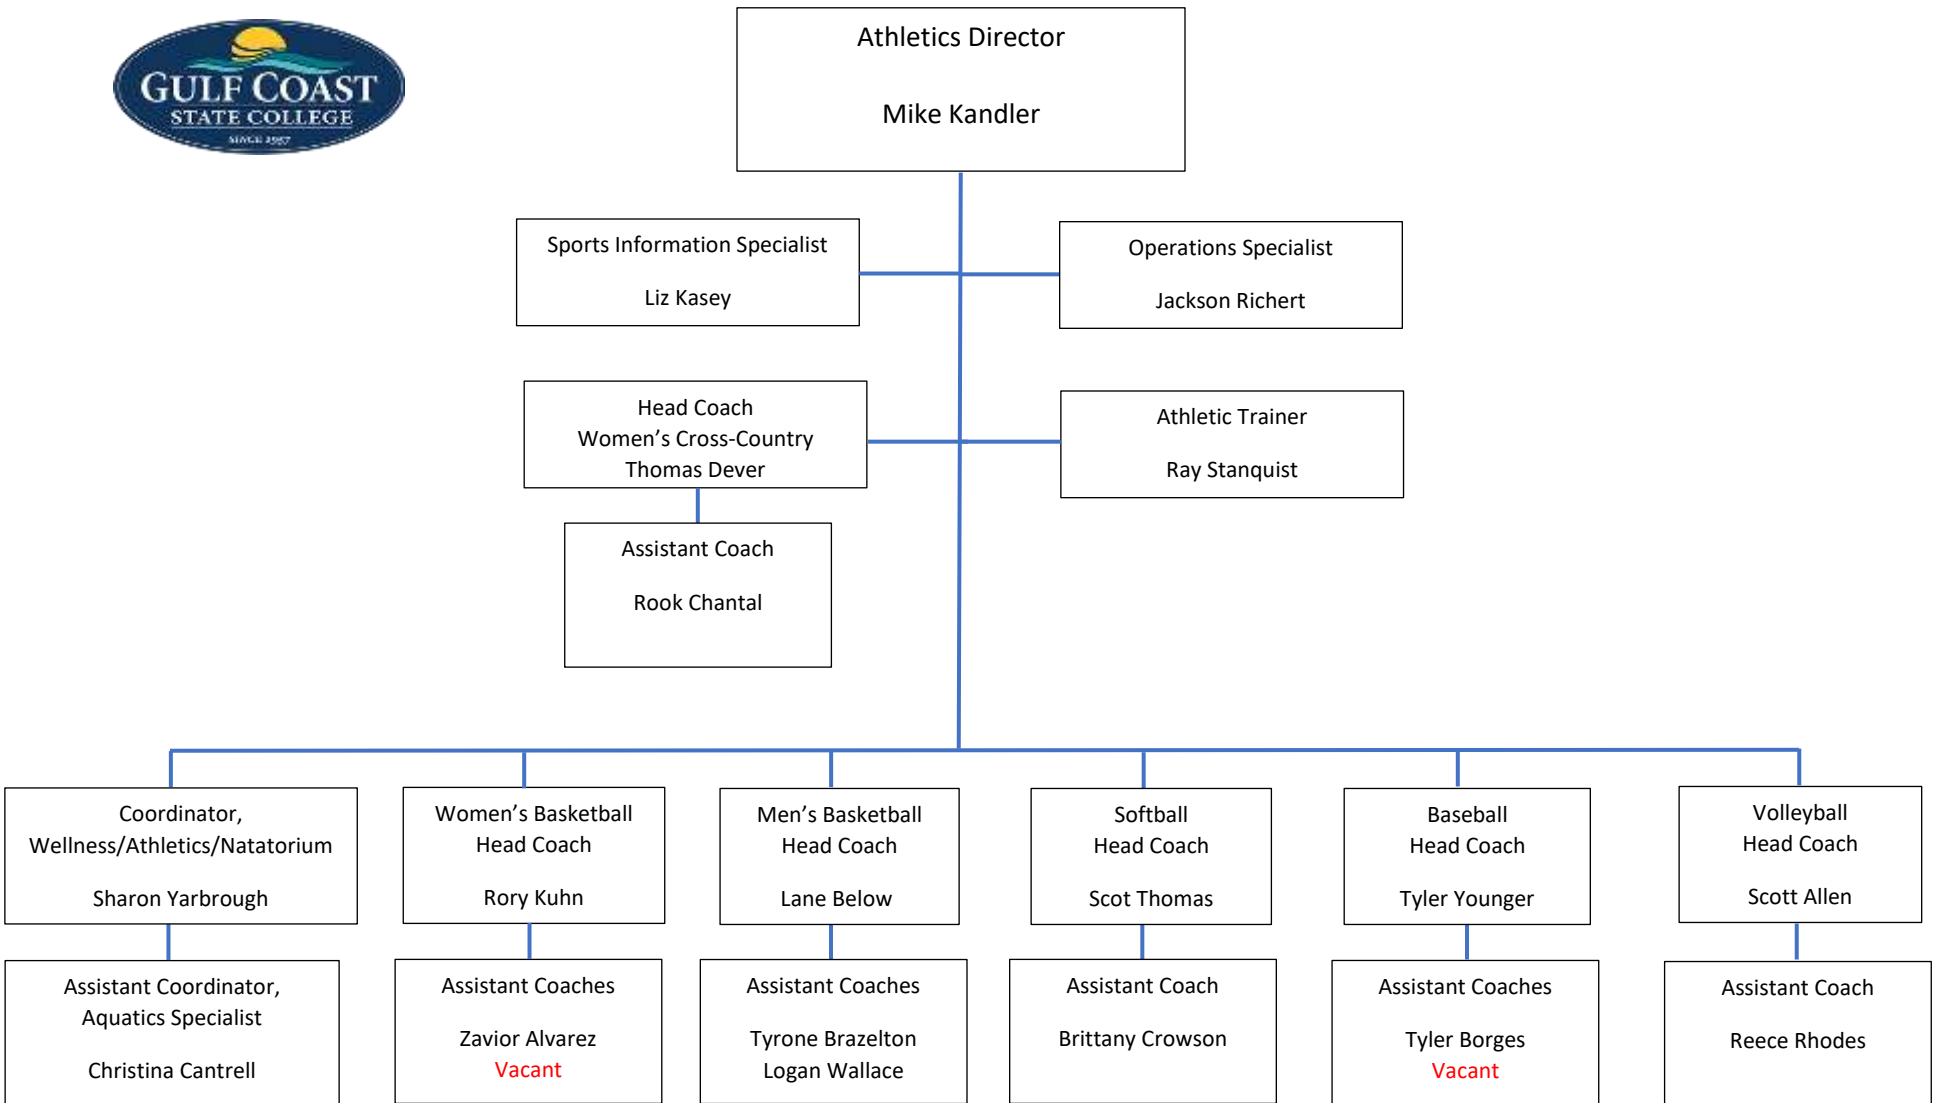 GULF COAST
STATE COLLEGE
SINCE 1957
Athletics Director
Mike Kandler
Sports Information Specialist
Liz Kasey
Operations Specialist
Jackson Richert
Head Coach
Women’s Cross-Country
Thomas Dever
Athletic Trainer
Ray Stanquist
Assistant Coach
Rook Chantal
Coordinator,
Wellness/Athletics/Natatorium
Sharon Yarbrough
Women’s Basketball
Head Coach
Rory Kuhn
Men’s Basketball
Head Coach
Lane Below
Softball
Head Coach
Scot Thomas
Baseball
Head Coach
Tyler Younger
Volleyball
Head Coach
Scott Allen
Assistant Coordinator,
Aquatics Specialist
Christina Cantrell
Assistant Coaches
Zavior Alvarez
Vacant
Assistant Coaches
Tyrone Brazelton
Logan Wallace
Assistant Coach
Brittany Crowson
Assistant Coaches
Tyler Borges
Vacant
Assistant Coach
Reece Rhodes